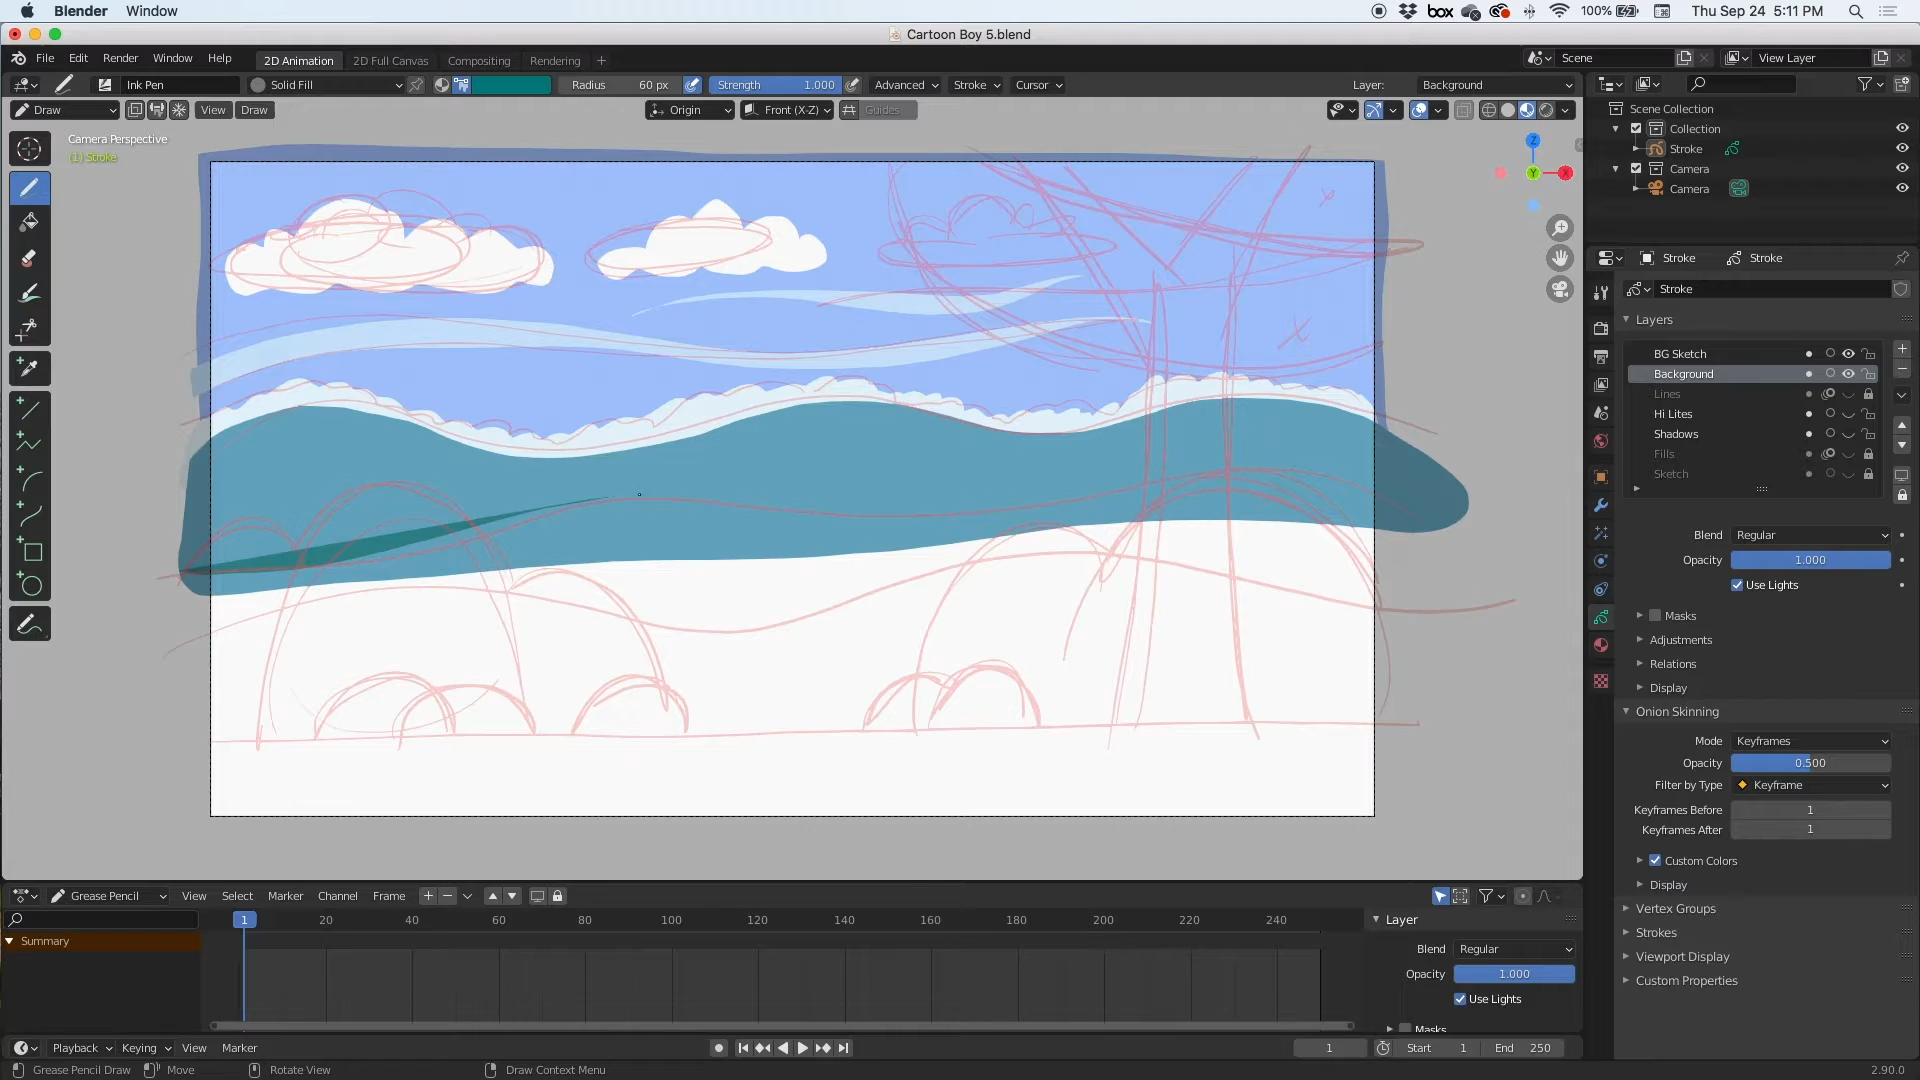 Blender Window
box 100% Thu Sep 24 5:11 PM
Cartoon Boy 5.blend
File Edit Render Window Help 2D Animation 2D Full Canvas Compositing Rendering + Scene View Layer
Ink Pen Solid Fill Radius 60 px Strength 1.000 Advanced Stroke Cursor Layer: Background
Draw View Draw Origin Front (X-Z) Guides
Camera Perspective
(1) Stroke
Z
Y X
Scene Collection
Collection
Stroke
Camera
Camera
Stroke Stroke
Stroke
Layers
BG Sketch
Background
Lines
Hi Lites
Shadows
Fills
Sketch
Blend Regular
Opacity 1.000
Use Lights
Masks
Adjustments
Relations
Display
Onion Skinning
Mode Keyframes
Opacity 0.500
Filter by Type Keyframe
Keyframes Before 1
Keyframes After 1
Custom Colors
Display
Vertex Groups
Strokes
Viewport Display
Custom Properties
Grease Pencil View Select Marker Channel Frame
1 20 40 60 80 100 120 140 160 180 200 220 240
Summary
Layer
Blend Regular
Opacity 1.000
Use Lights
Masks
Playback Keying View Marker 1 Start 1 End 250
Grease Pencil Draw Move Rotate View Draw Context Menu 2.90.0